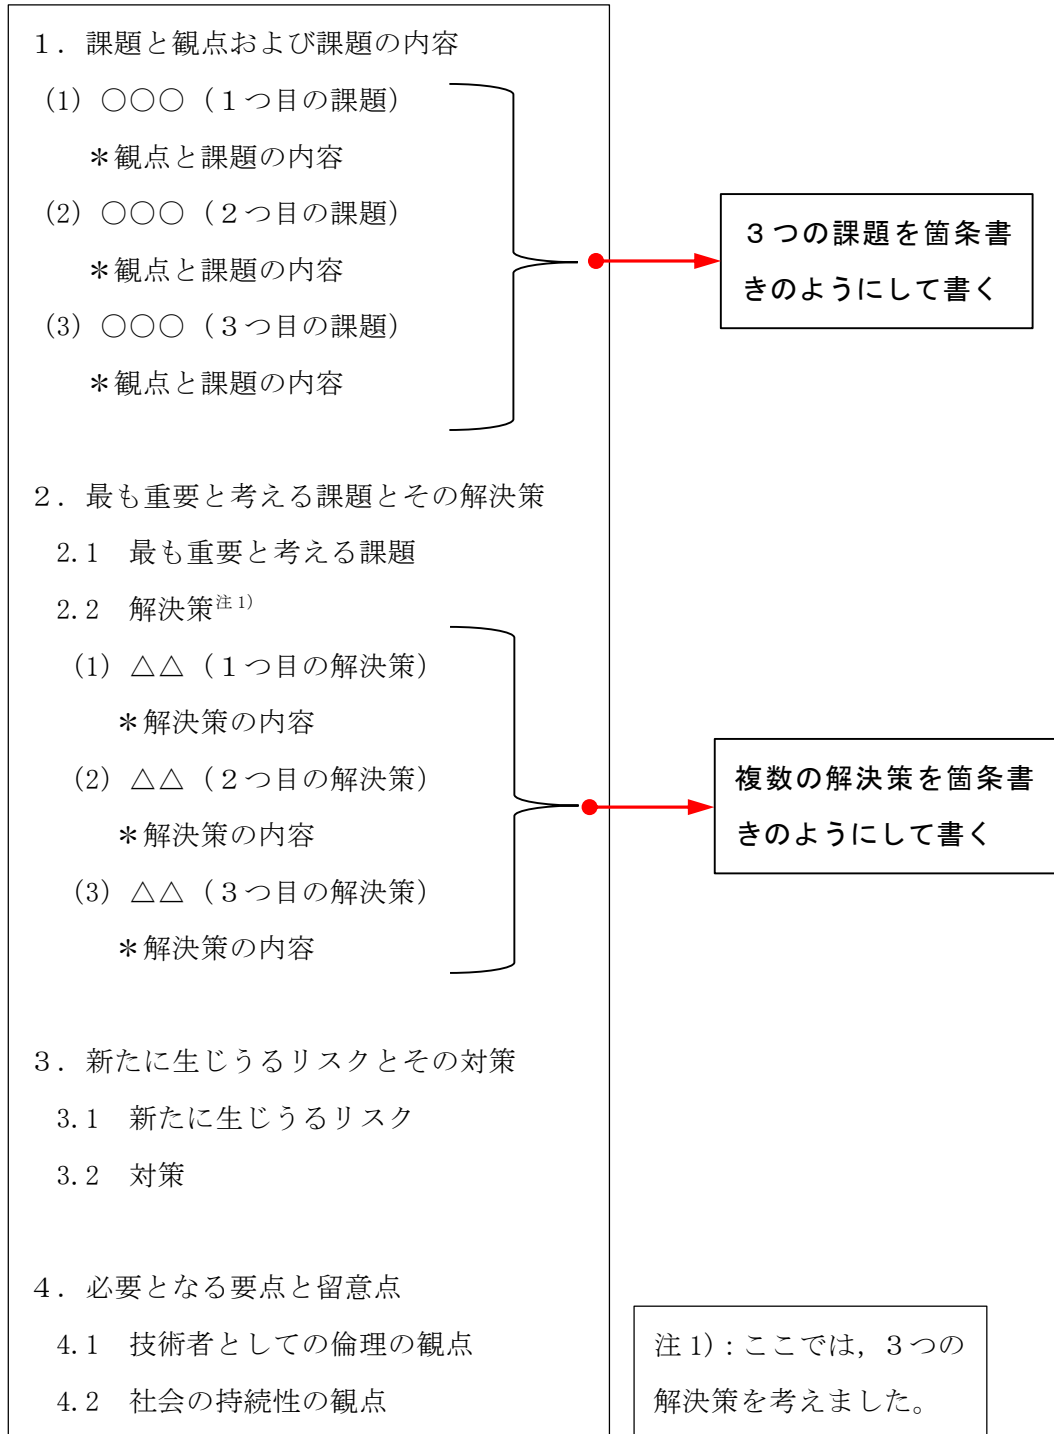 １．課題と観点および課題の内容
(1) ○○○（１つ目の課題）
＊観点と課題の内容
(2) ○○○（２つ目の課題）
＊観点と課題の内容
(3) ○○○（３つ目の課題）
＊観点と課題の内容
３つの課題を箇条書
きのようにして書く
２．最も重要と考える課題とその解決策
2.1　最も重要と考える課題
2.2　解決策注1)
(1) △△（１つ目の解決策）
＊解決策の内容
(2) △△（２つ目の解決策）
＊解決策の内容
(3) △△（３つ目の解決策）
＊解決策の内容
複数の解決策を箇条書
きのようにして書く
３．新たに生じうるリスクとその対策
3.1　新たに生じうるリスク
3.2　対策
４．必要となる要点と留意点
4.1　技術者としての倫理の観点
4.2　社会の持続性の観点
注1)：ここでは，３つの
解決策を考えました。